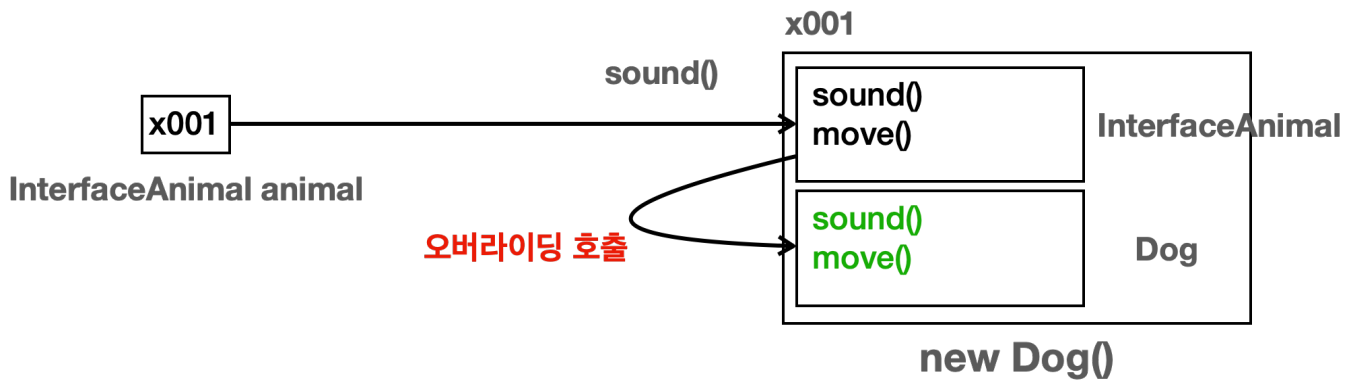 x001
sound()
sound()
move()
InterfaceAnimal
x001
InterfaceAnimal animal
오버라이딩 호출
sound()
move()
Dog
new Dog()